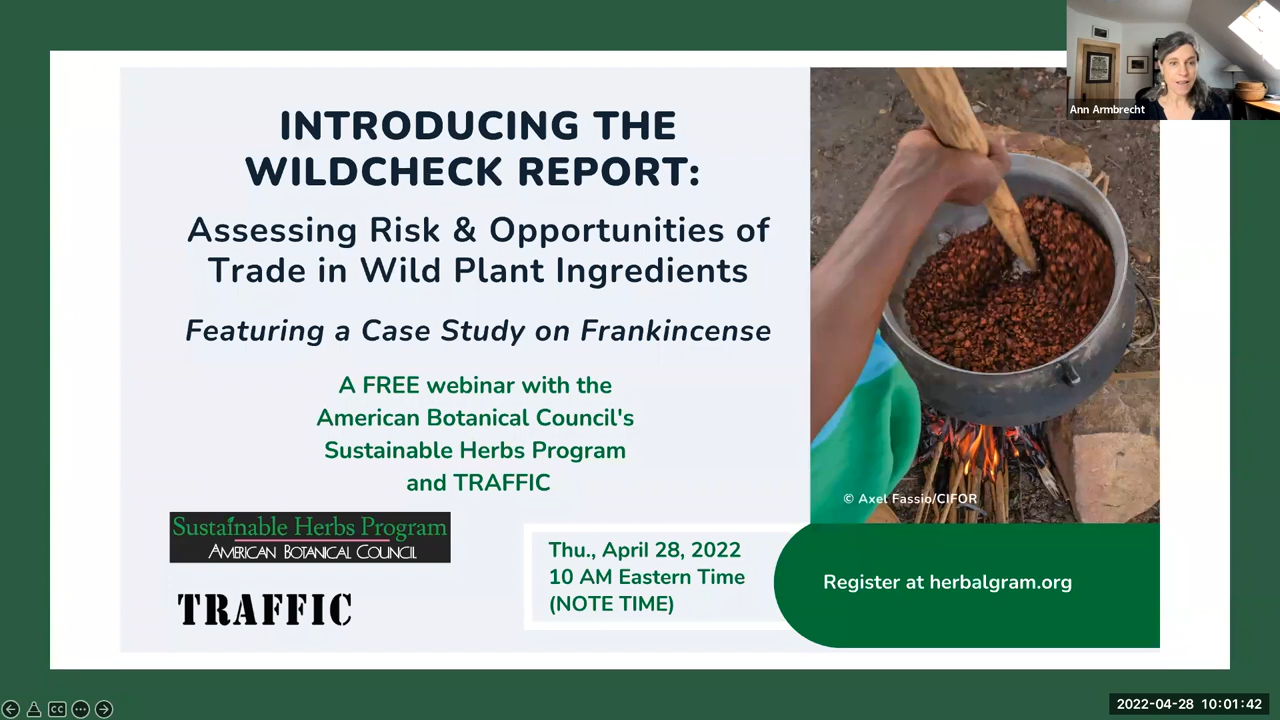 INTRODUCING THE
WILDCHECK REPORT:
Assessing Risk & Opportunities of
Trade in Wild Plant Ingredients
Featuring a Case Study on Frankincense
A FREE webinar with the
American Botanical Council's
Sustainable Herbs Program
and TRAFFIC
Sustainable Herbs Program
AMERICAN BOTANICAL COUNCIL
TRAFFIC
Thu., April 28, 2022
10 AM Eastern Time
(NOTE TIME)
© Axel Fassio/CIFOR
Register at herbalgram.org
Ann Armbrecht
CC
2022-04-28 10:01:42